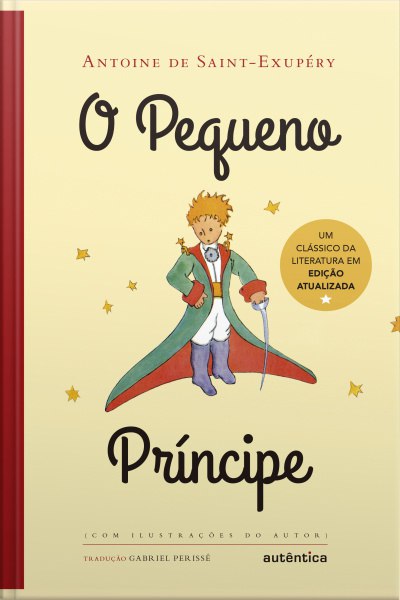 Antoine de Saint-Exupéry
O Pequeno
UM
CLÁSSICO DA
LITERATURA EM
EDIÇÃO
ATUALIZADA
Príncipe
(COM ILUSTRAÇÕES DO AUTOR)
TRADUÇÃO GABRIEL PERISSÉ
autêntica